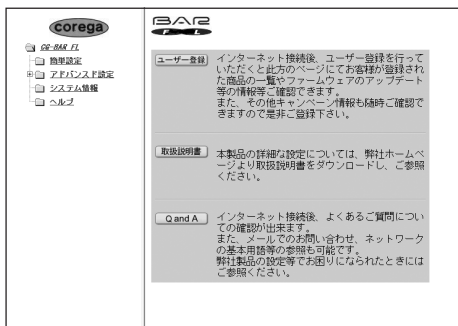 corega
CG-BAR FL
簡単設定
アドバンスド設定
システム情報
ヘルプ
BAR
FL
ユーザー登録
インターネット接続後、ユーザー登録を行って
いただくと此方のページにてお客様が登録され
た商品の一覧やファームウェアのアップデート
等の情報等ご確認できます。
また、その他キャンペーン情報も随時ご確認で
きますので是非ご登録下さい。
取扱説明書
本製品の詳細な設定については、弊社ホームペ
ージより取扱説明書をダウンロードし、ご参照
ください。
Q and A
インターネット接続後、よくあるご質問につい
ての確認が出来ます。
また、メールでのお問い合わせ、ネットワーク
の基本用語等の参照も可能です。
弊社製品の設定等でお困りになられたときには
ご参照ください。